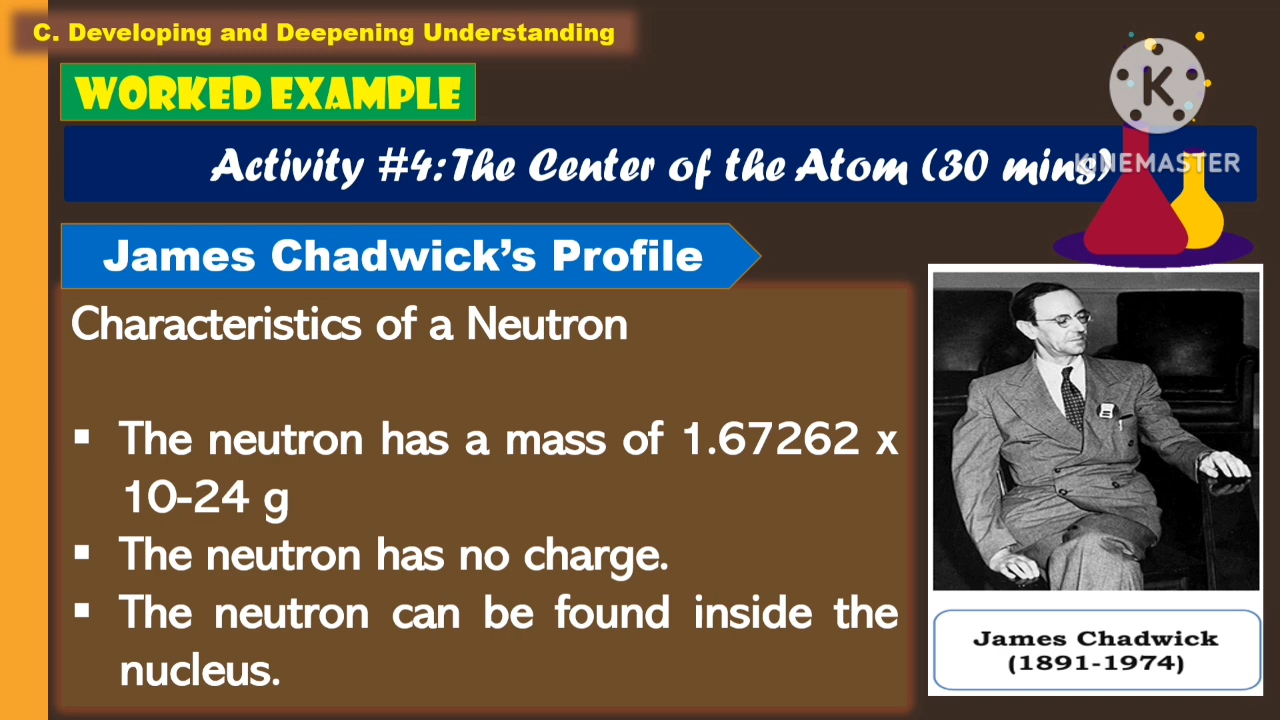 C. Developing and Deepening Understanding
WORKED EXAMPLE
Activity #4: The Center of the Atom (30 mins)
K
KINEMASTER
James Chadwick’s Profile
Characteristics of a Neutron
▪ The neutron has a mass of 1.67262 x
10-24 g
▪ The neutron has no charge.
▪ The neutron can be found inside the
nucleus.
James Chadwick
(1891-1974)